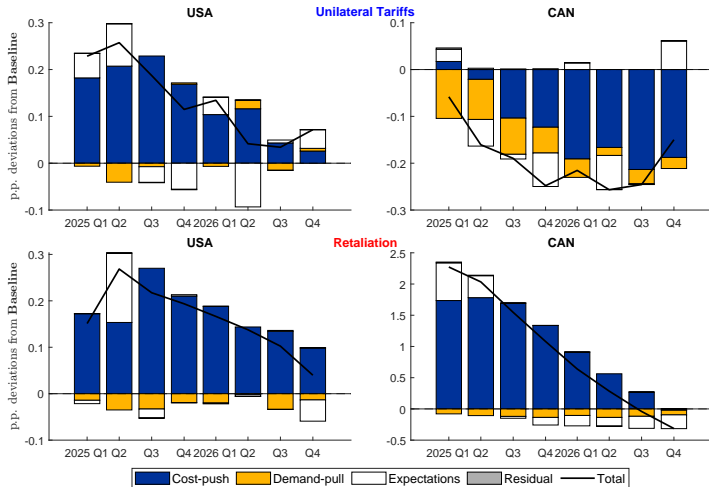 USA Unilateral Tariffs CAN
p.p. deviations from Baseline
0.3
0.2
0.1
0
-0.1
2025 Q1 Q2 Q3 Q4 2026 Q1 Q2 Q3 Q4
0.1
0
-0.1
-0.2
-0.3
2025 Q1 Q2 Q3 Q4 2026 Q1 Q2 Q3 Q4
USA Retaliation CAN
p.p. deviations from Baseline
0.3
0.2
0.1
0
-0.1
2025 Q1 Q2 Q3 Q4 2026 Q1 Q2 Q3 Q4
2.5
2
1.5
1
0.5
0
-0.5
2025 Q1 Q2 Q3 Q4 2026 Q1 Q2 Q3 Q4
Cost-push Demand-pull Expectations Residual Total